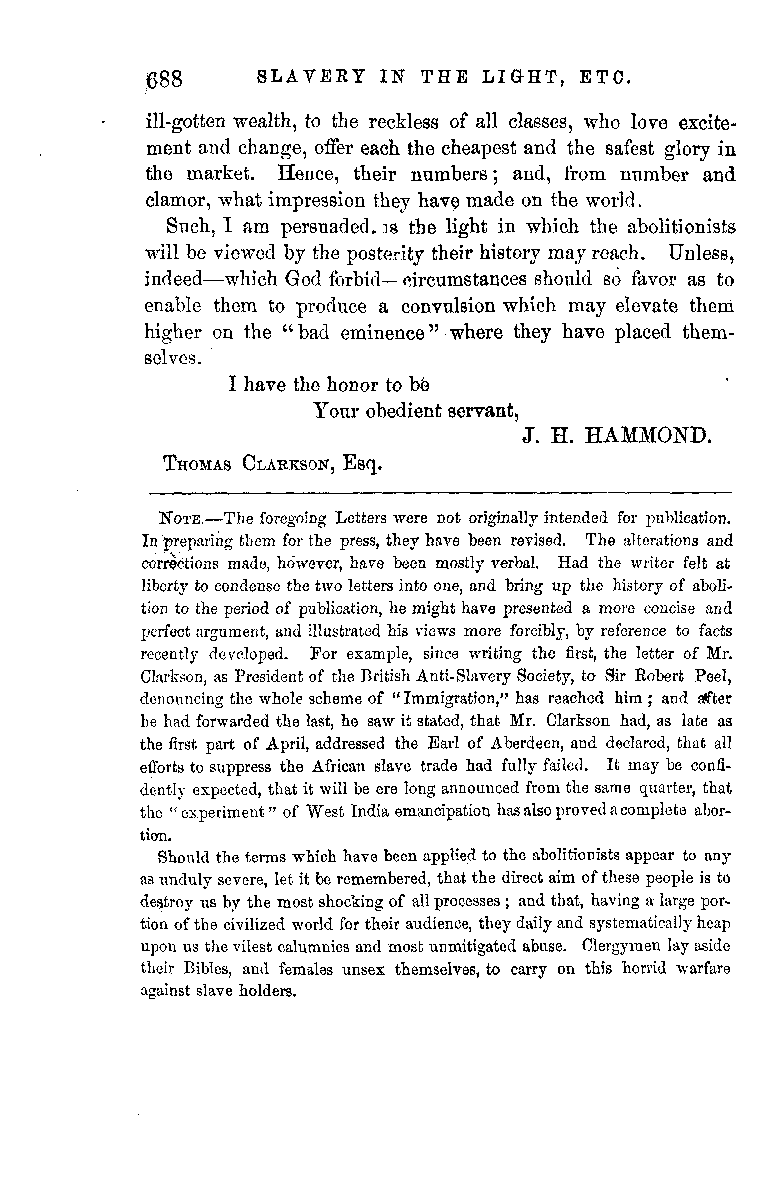 688 SLAVERY IN THE LIGHT, ETC.
ill-gotten wealth, to the reckless of all classes, who love excite-
ment and change, offer each the cheapest and the safest glory in
the market. Hence, their numbers; and, from number and
clamor, what impression they have made on the world.
Such, I am persuaded, is the light in which the abolitionists
will be viewed by the posterity their history may reach. Unless,
indeed—which God forbid—circumstances should so favor as to
enable them to produce a convulsion which may elevate them
higher on the "bad eminence" where they have placed them-
selves.
I have the honor to be
Your obedient servant,
J. H. HAMMOND.
THOMAS CLARKSON, Esq.
NOTE.—The foregoing Letters were not originally intended for publication.
In preparing them for the press, they have been revised. The alterations and
corrections made, however, have been mostly verbal. Had the writer felt at
liberty to condense the two letters into one, and bring up the history of aboli-
tion to the period of publication, he might have presented a more concise and
perfect argument, and illustrated his views more forcibly, by reference to facts
recently developed. For example, since writing the first, the letter of Mr.
Clarkson, as President of the British Anti-Slavery Society, to Sir Robert Peel,
denouncing the whole scheme of "Immigration," has reached him; and after
he had forwarded the last, he saw it stated, that Mr. Clarkson had, as late as
the first part of April, addressed the Earl of Aberdeen, and declared, that all
efforts to suppress the African slave trade had fully failed. It may be confi-
dently expected, that it will be ere long announced from the same quarter, that
the "experiment" of West India emancipation has also proved a complete abor-
tion.
Should the terms which have been applied to the abolitionists appear to any
as unduly severe, let it be remembered, that the direct aim of these people is to
destroy us by the most shocking of all processes; and that, having a large por-
tion of the civilized world for their audience, they daily and systematically heap
upon us the vilest calumnies and most unmitigated abuse. Clergymen lay aside
their Bibles, and females unsex themselves, to carry on this horrid warfare
against slave holders.